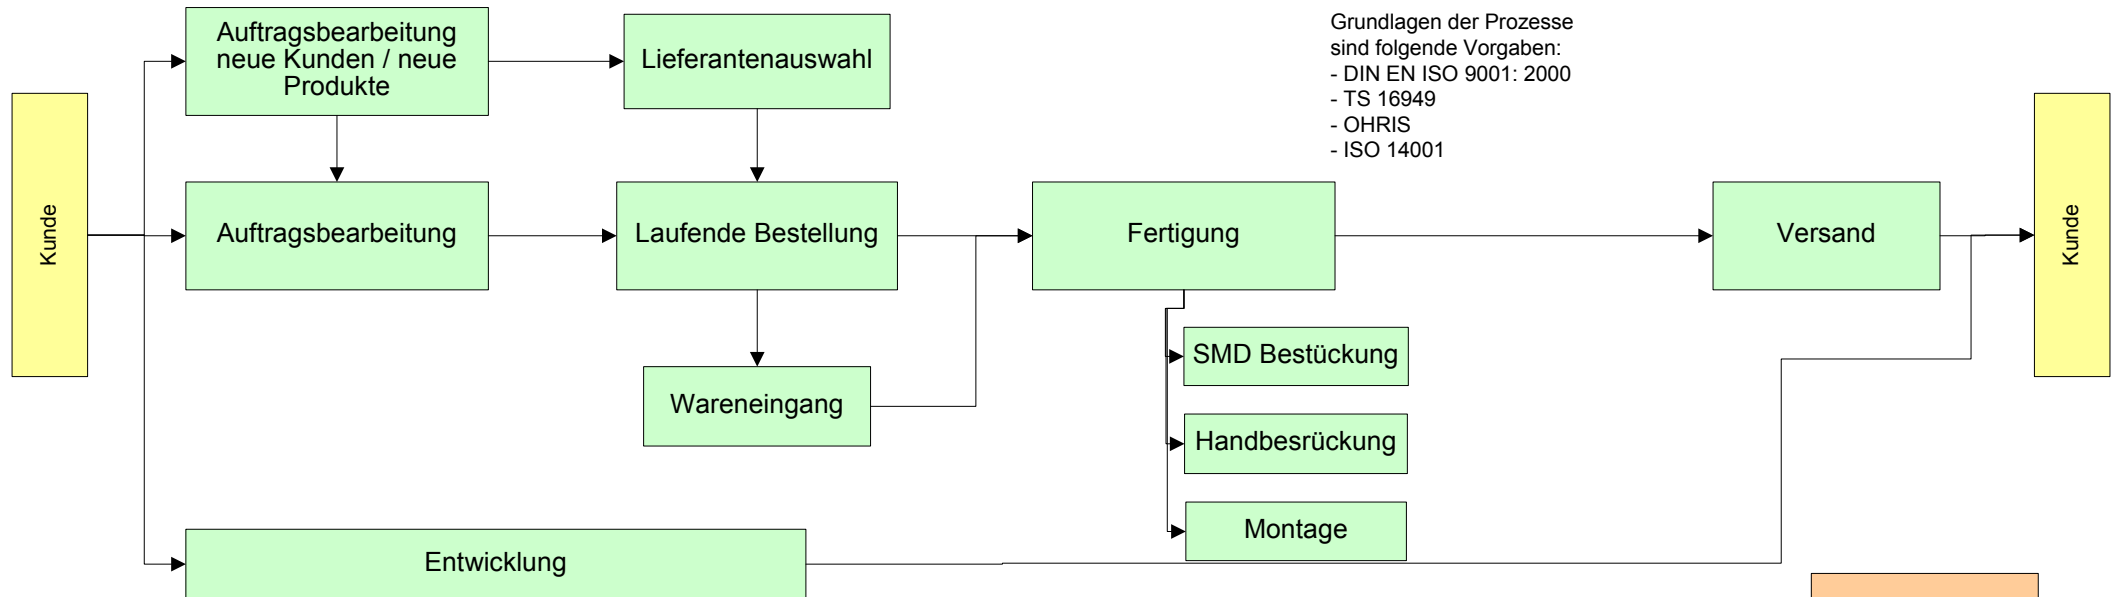 Auftragsbearbeitung
neue Kunden / neue
Produkte
Lieferantenauswahl
Grundlagen der Prozesse
sind folgende Vorgaben:
- DIN EN ISO 9001: 2000
- TS 16949
- OHRIS
- ISO 14001
Kunde
Auftragsbearbeitung
Laufende Bestellung
Fertigung
Versand
Kunde
SMD Bestückung
Wareneingang
Handbesrückung
Montage
Entwicklung